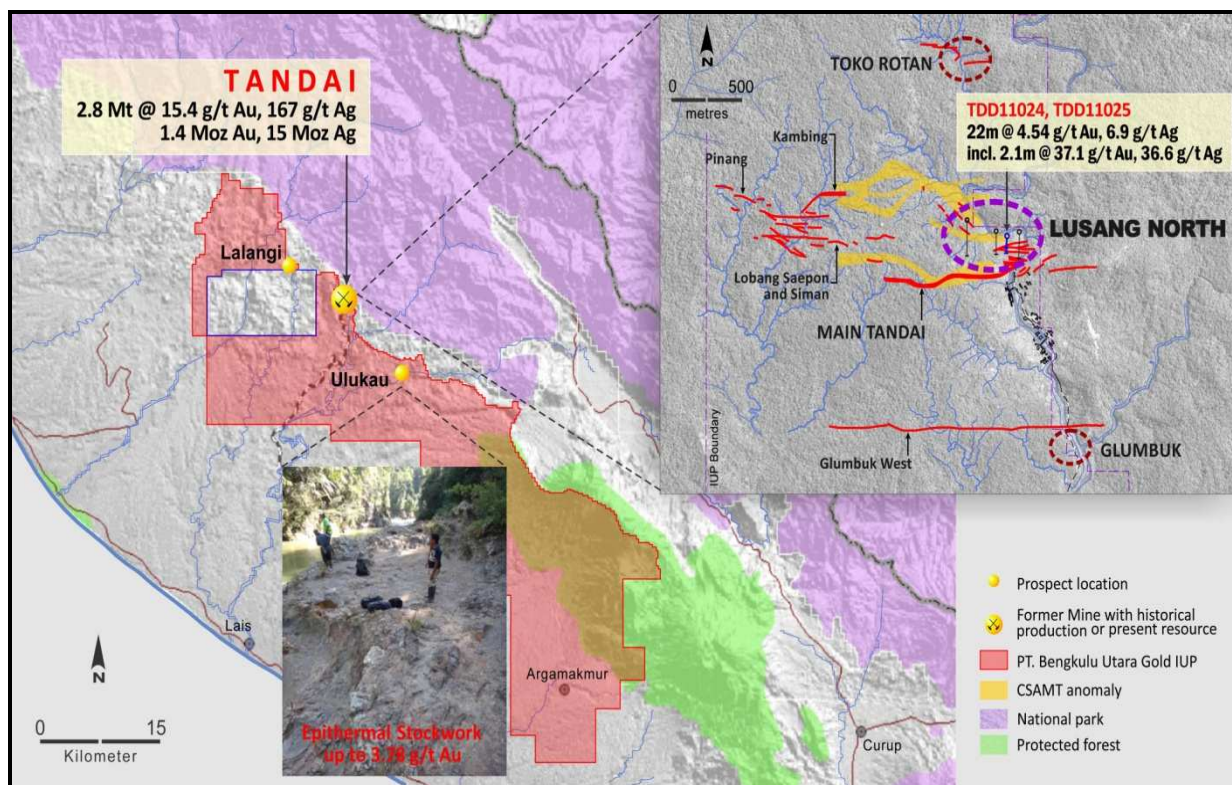 TANDAI
2.8 Mt @ 15.4 g/t Au, 167 g/t Ag
1.4 Moz Au, 15 Moz Ag
Lalangi
Ulukau
Lais
Argamakmur
Curup
N
0 15
Kilometer
Epithermal Stockwork
up to 3.78 g/t Au
N
0 500
metres
TOKO ROTAN
TDD11024, TDD11025
22m @ 4.54 g/t Au, 6.9 g/t Ag
incl. 2.1m @ 37.1 g/t Au, 36.6 g/t Ag
Kambing
Pinang
LUSANG NORTH
Lobang Saepon
and Siman
MAIN TANDAI
IUP Boundary
Glumbuk West
GLUMBUK
Prospect location
Former Mine with historical
production or present resource
PT. Bengkulu Utara Gold IUP
CSAMT anomaly
National park
Protected forest